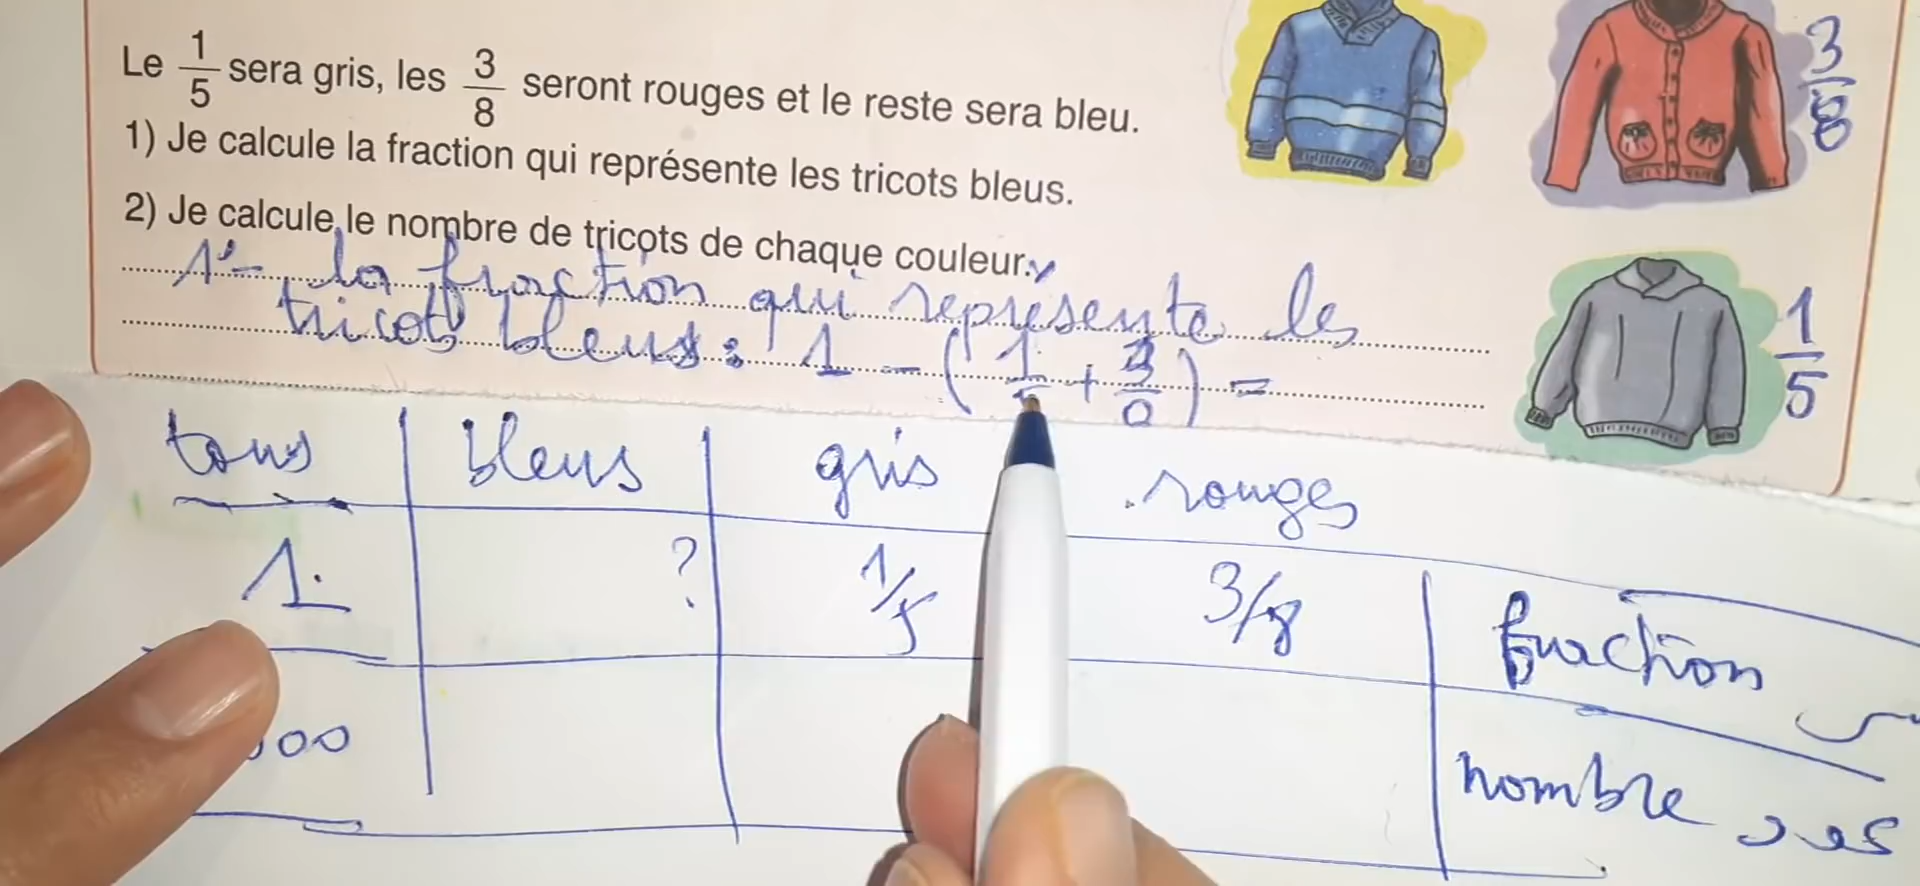 Le 1/5 sera gris, les 3/8 seront rouges et le reste sera bleu.
1) Je calcule la fraction qui représente les tricots bleus.
2) Je calcule le nombre de tricots de chaque couleur.
1°- la fraction qui représente les
tricots bleus : 1 - (1/5 + 3/8) =
3/8
1/5
tous bleus gris rouges
1 ? 1/5 3/8 fraction
00 nombre